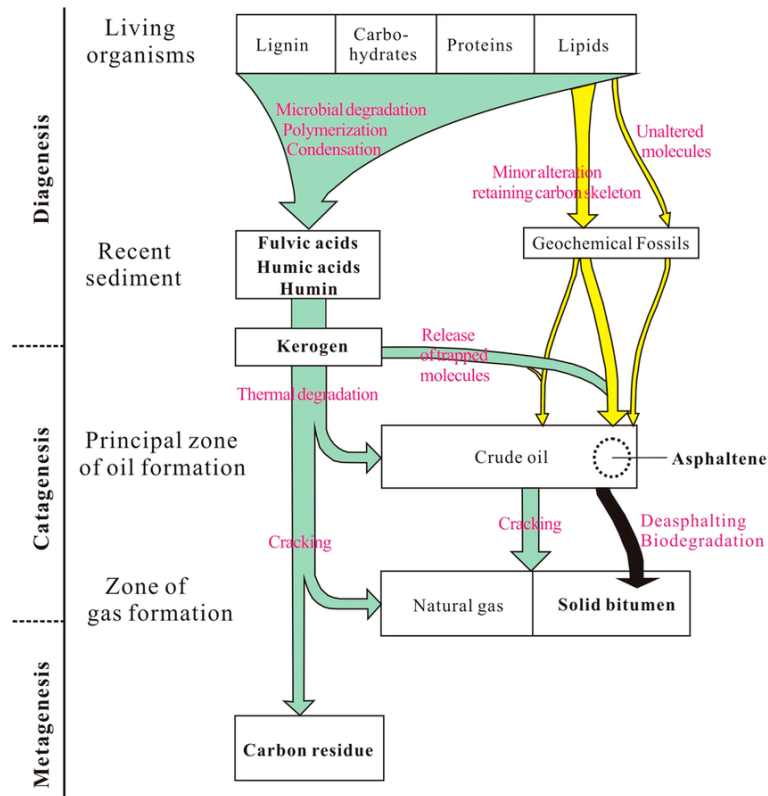 Living
organisms
Lignin
Carbo-
hydrates
Proteins
Lipids
Microbial degradation
Polymerization
Condensation
Unaltered
molecules
Minor alteration
retaining carbon skeleton
Diagenesis
Recent
sediment
Fulvic acids
Humic acids
Humin
Geochemical Fossils
Kerogen
Release
of trapped
molecules
Thermal degradation
Catagenesis
Principal zone
of oil formation
Crude oil
Asphaltene
Cracking
Cracking
Deasphalting
Biodegradation
Zone of
gas formation
Natural gas
Solid bitumen
Metagenesis
Carbon residue